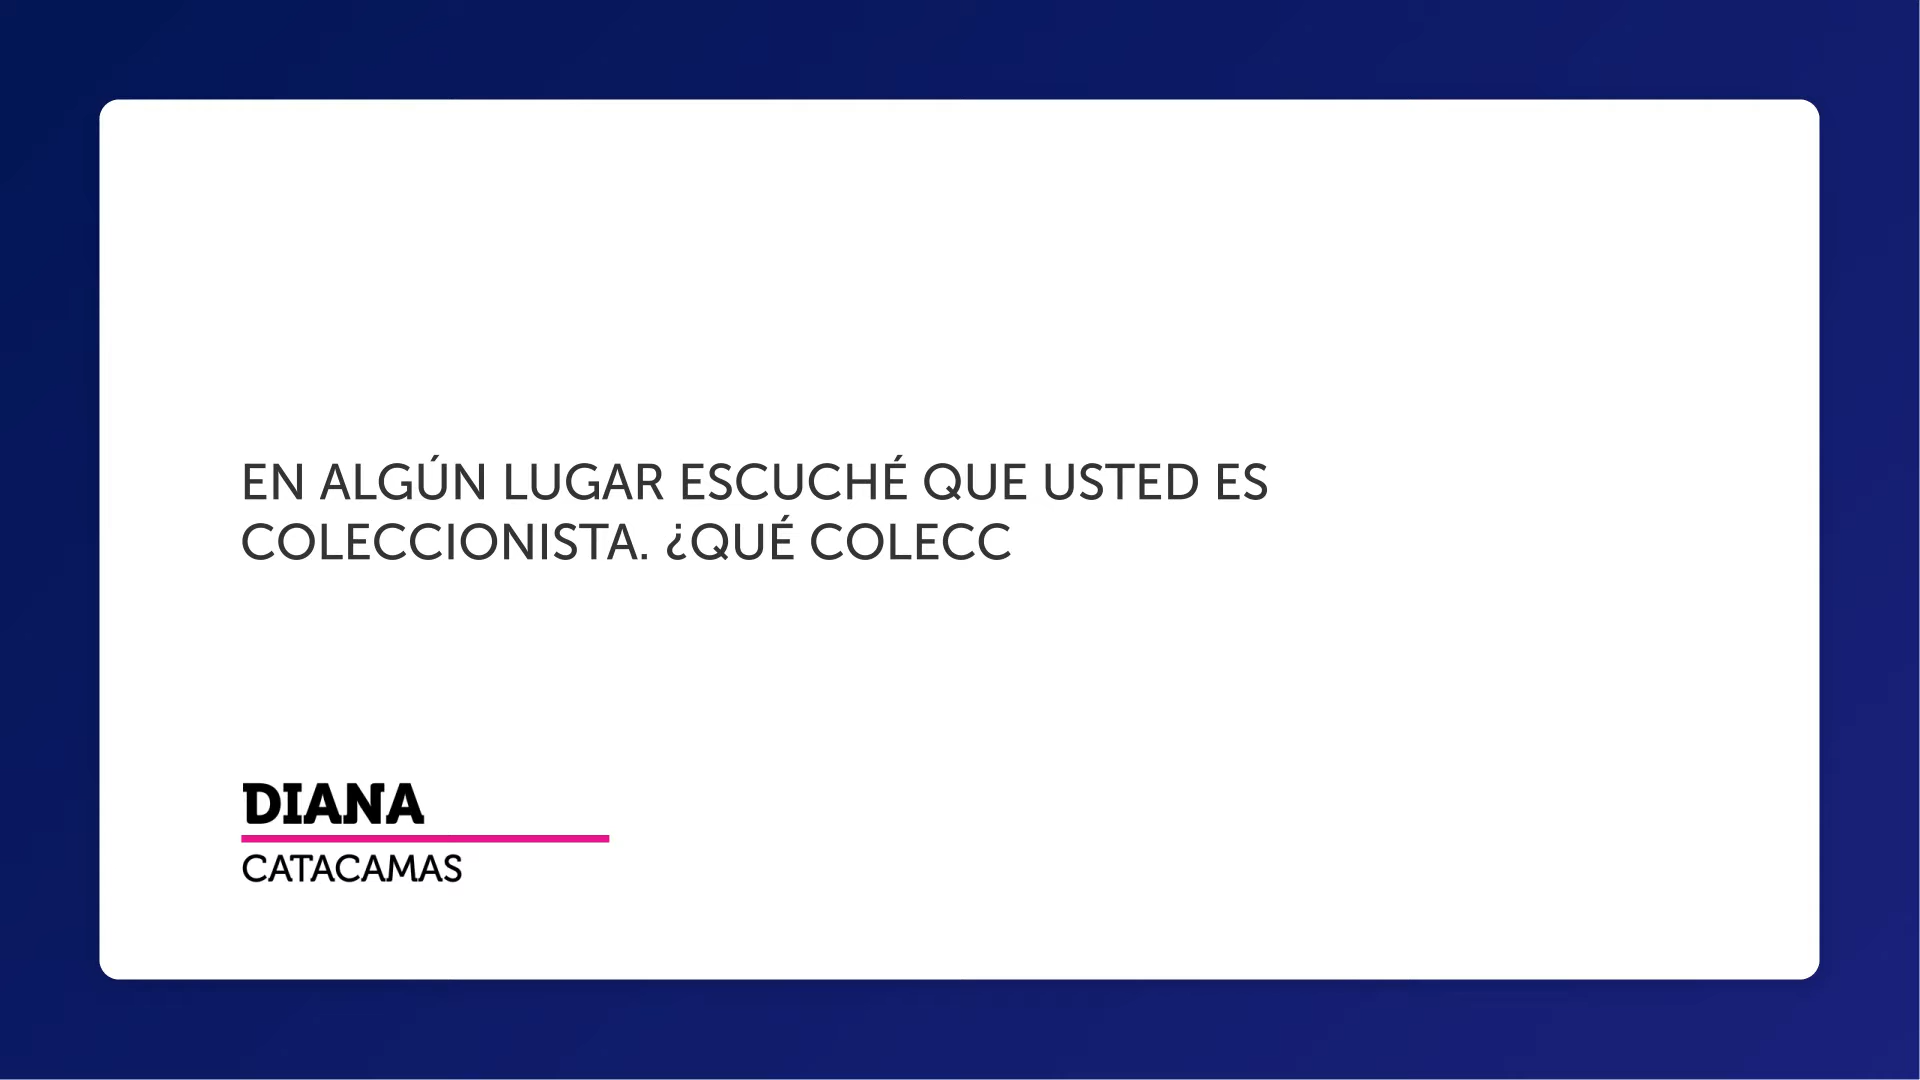 EN ALGÚN LUGAR ESCUCHÉ QUE USTED ES
COLECCIONISTA. ¿QUÉ COLECC
DIANA
CATACAMAS